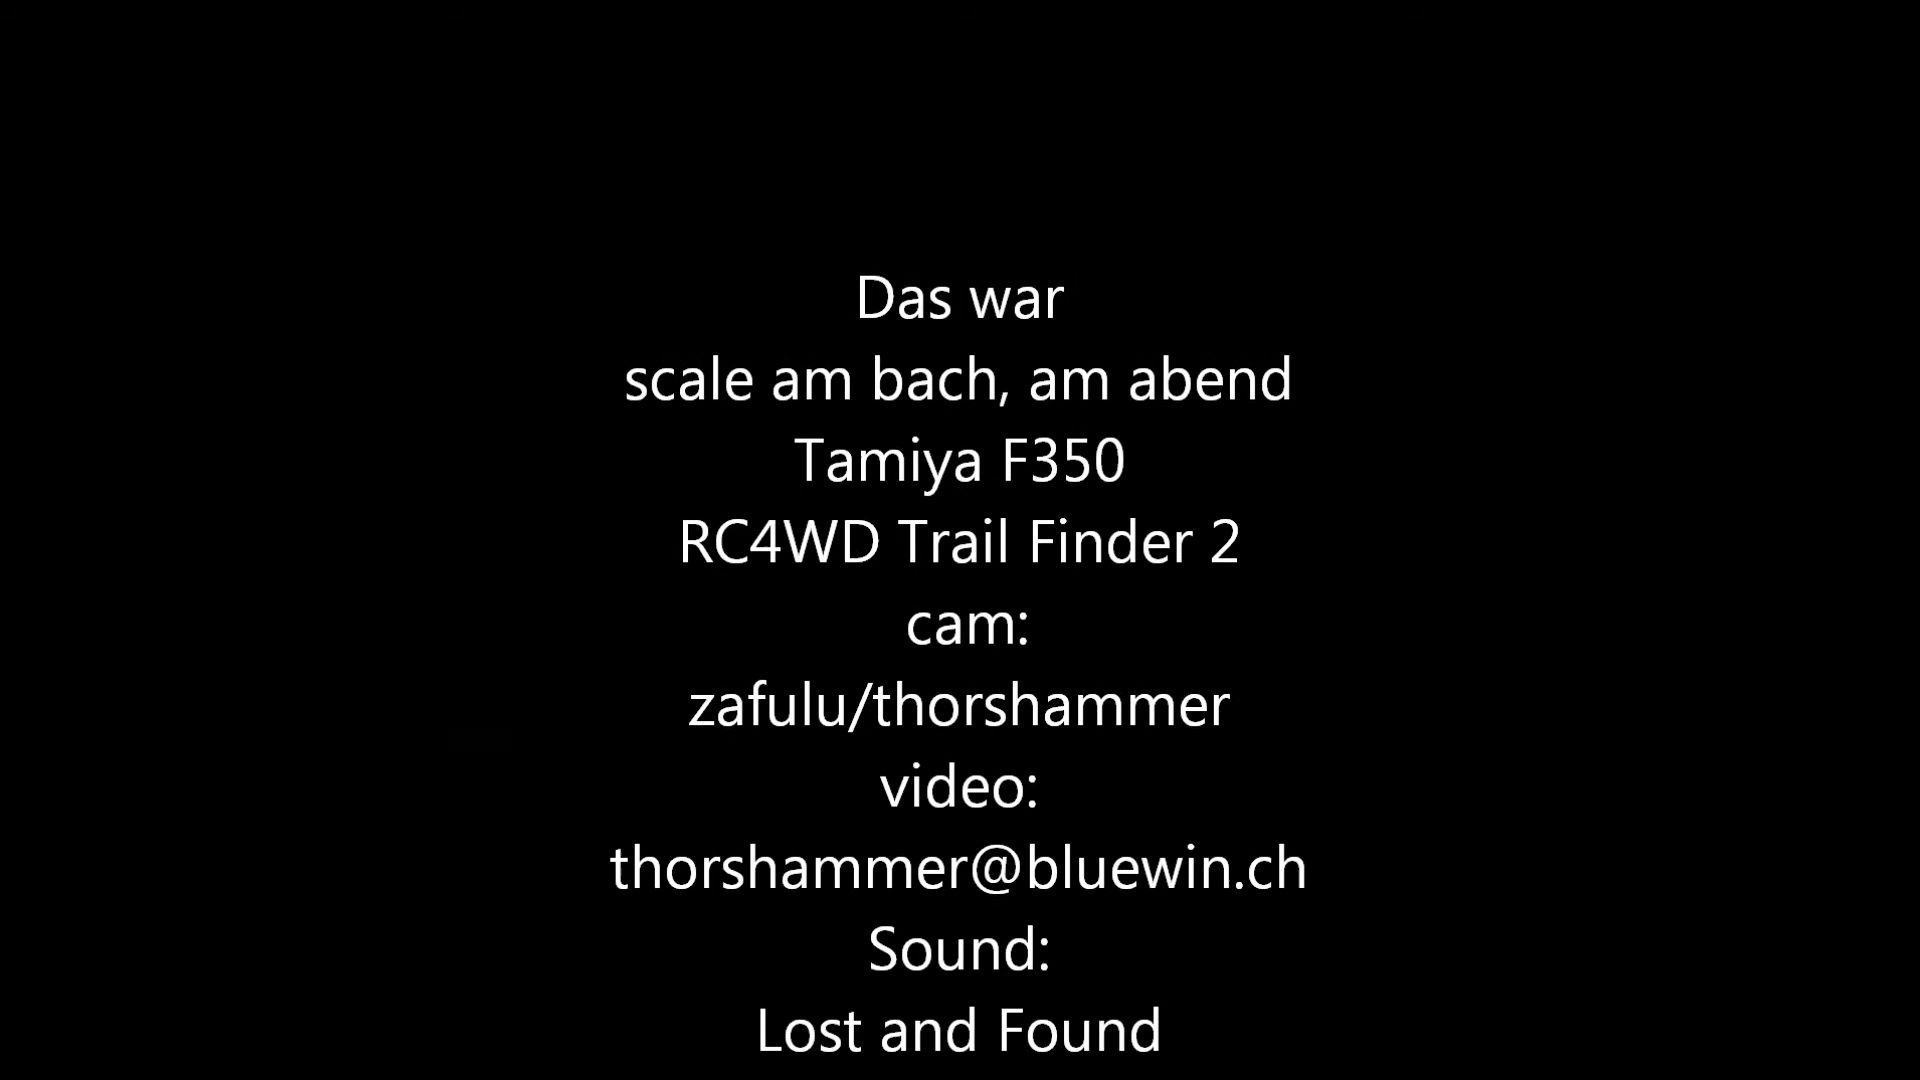 Das war
scale am bach, am abend
Tamiya F350
RC4WD Trail Finder 2
cam:
zafulu/thorshammer
video:
thorshammer@bluewin.ch
Sound:
Lost and Found